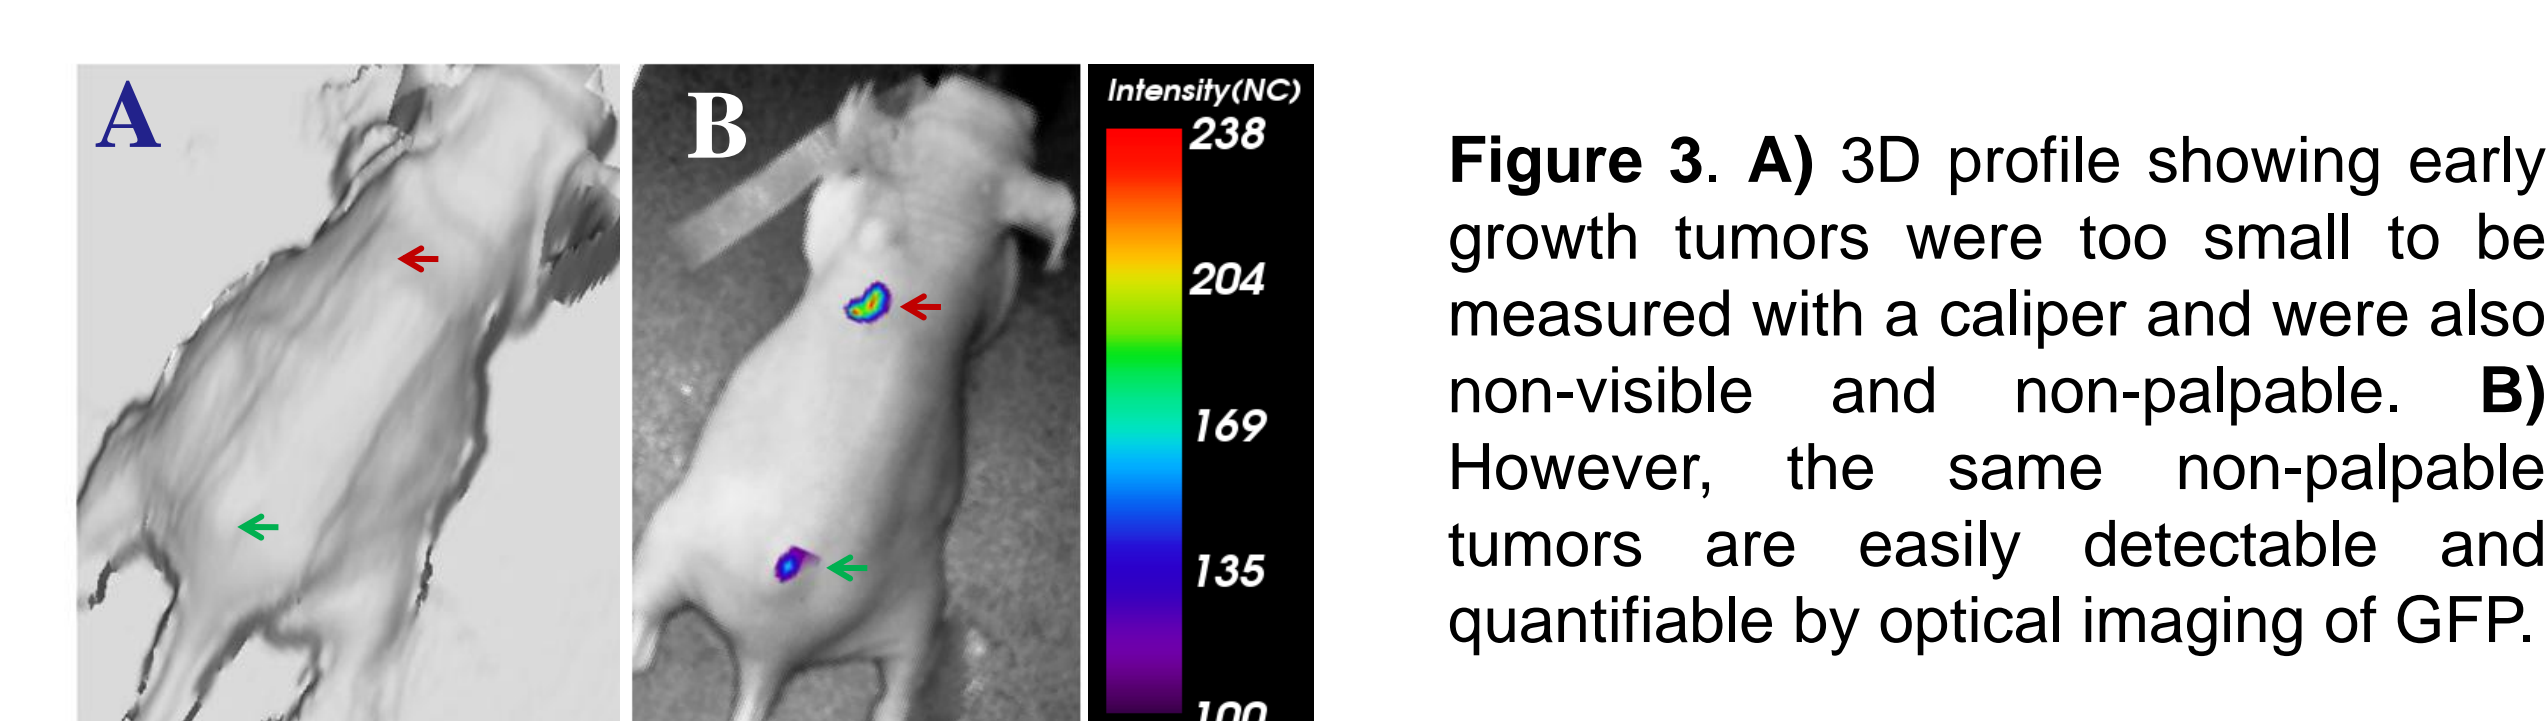 A
B
Intensity(NC)
238
204
169
135
100
Figure 3. A) 3D profile showing early
growth tumors were too small to be
measured with a caliper and were also
non-visible and non-palpable. B)
However, the same non-palpable
tumors are easily detectable and
quantifiable by optical imaging of GFP.